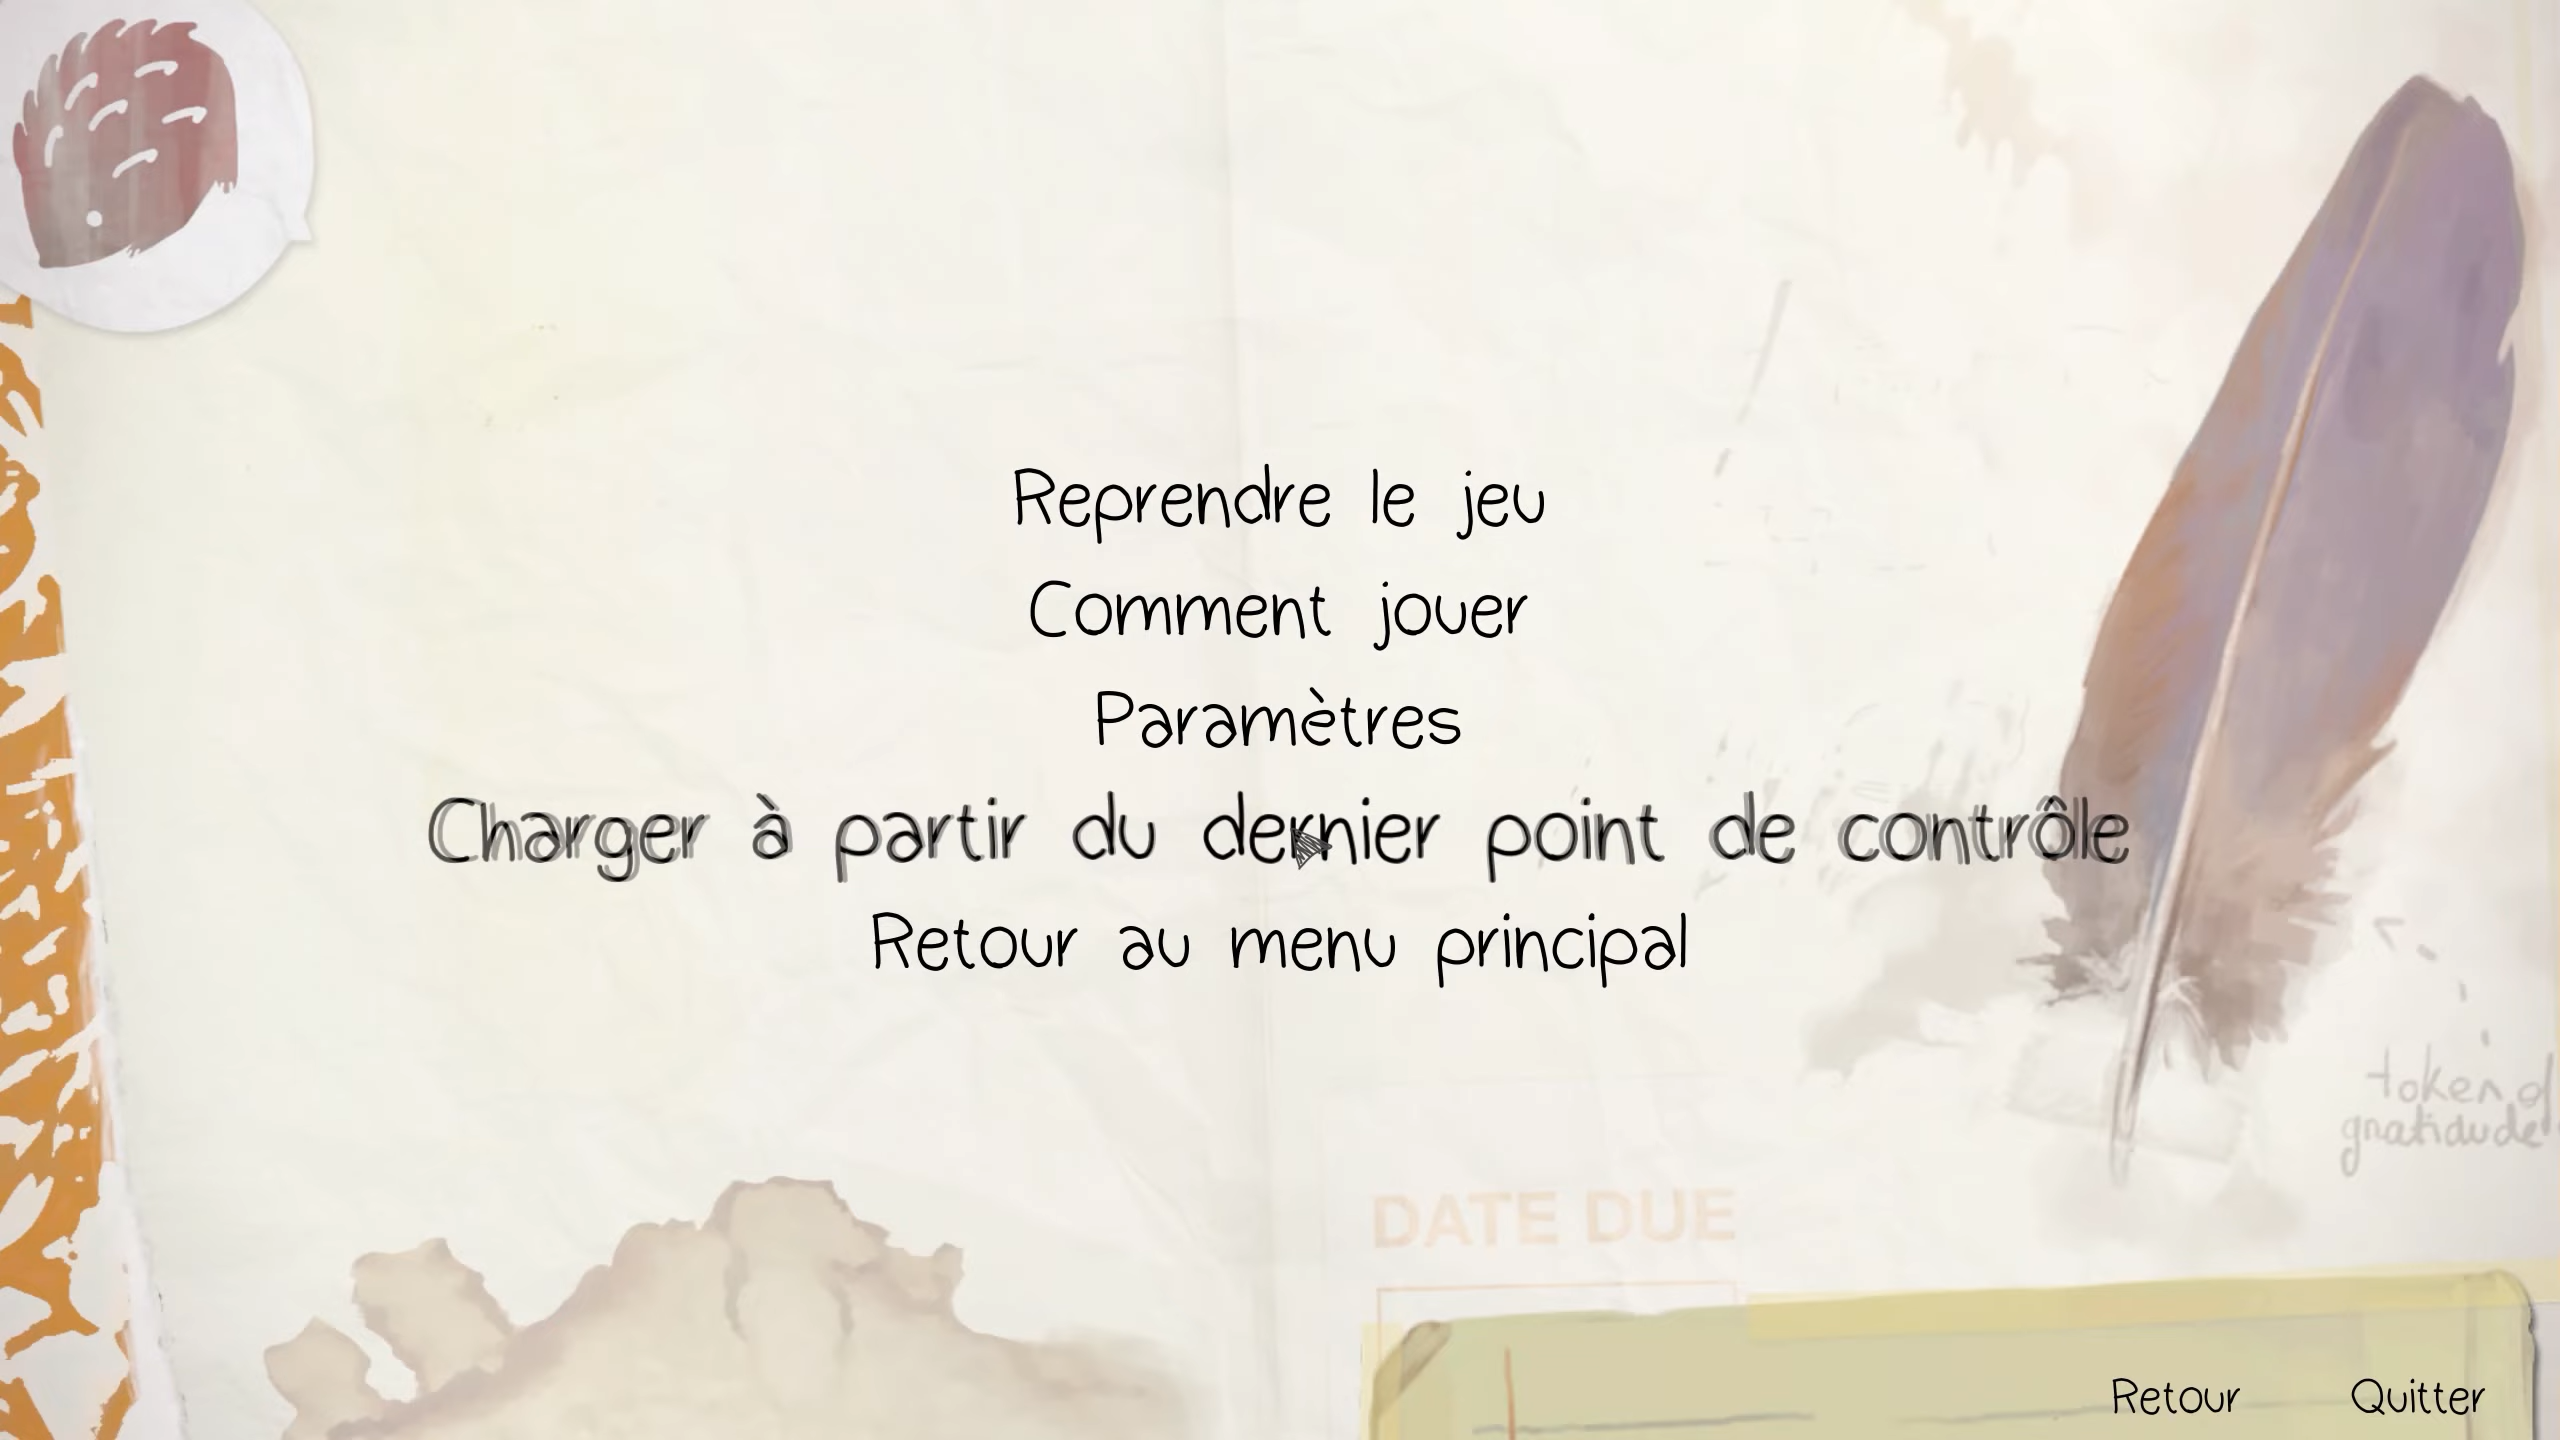 Reprendre le jeu
Comment jouer
Paramètres
Charger à partir du dernier point de contrôle
Retour au menu principal
token of
gratidude
DATE DUE
Retour
Quitter